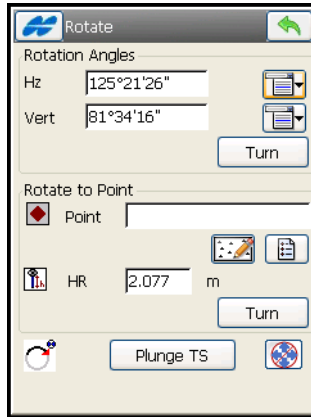 Rotate
Rotation Angles
Hz 125°21'26"
Vert 81°34'16"
Turn
Rotate to Point
Point
HR 2.077 m
Turn
Plunge TS